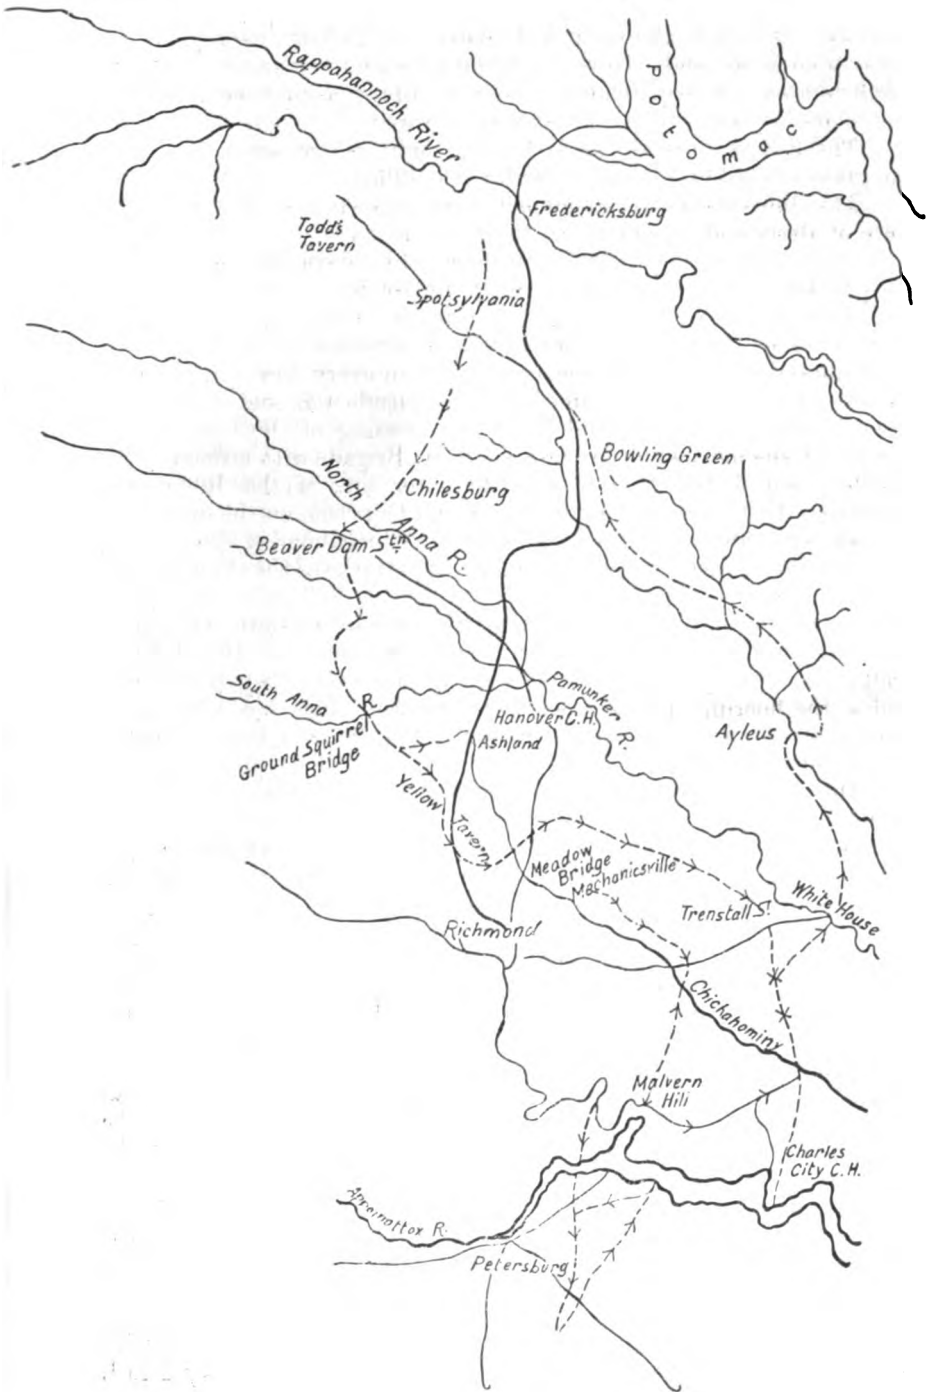 Rappahannoch River
Potomac
Fredericksburg
Todd's
Tavern
Spotsylvania
Bowling Green
Chilesburg
North Anna R.
Beaver Dam Stn
South Anna R
Pamunker R.
Hanover C.H.
Ashland
Ayleus
Ground Squirrel
Bridge
Yellow Tavern
Meadow
Bridge
Mechanicsville
Trenstall St.
White House
Richmond
Chickahominy
Malvern
Hill
Charles
City C.H.
Appomattox R.
Petersburg